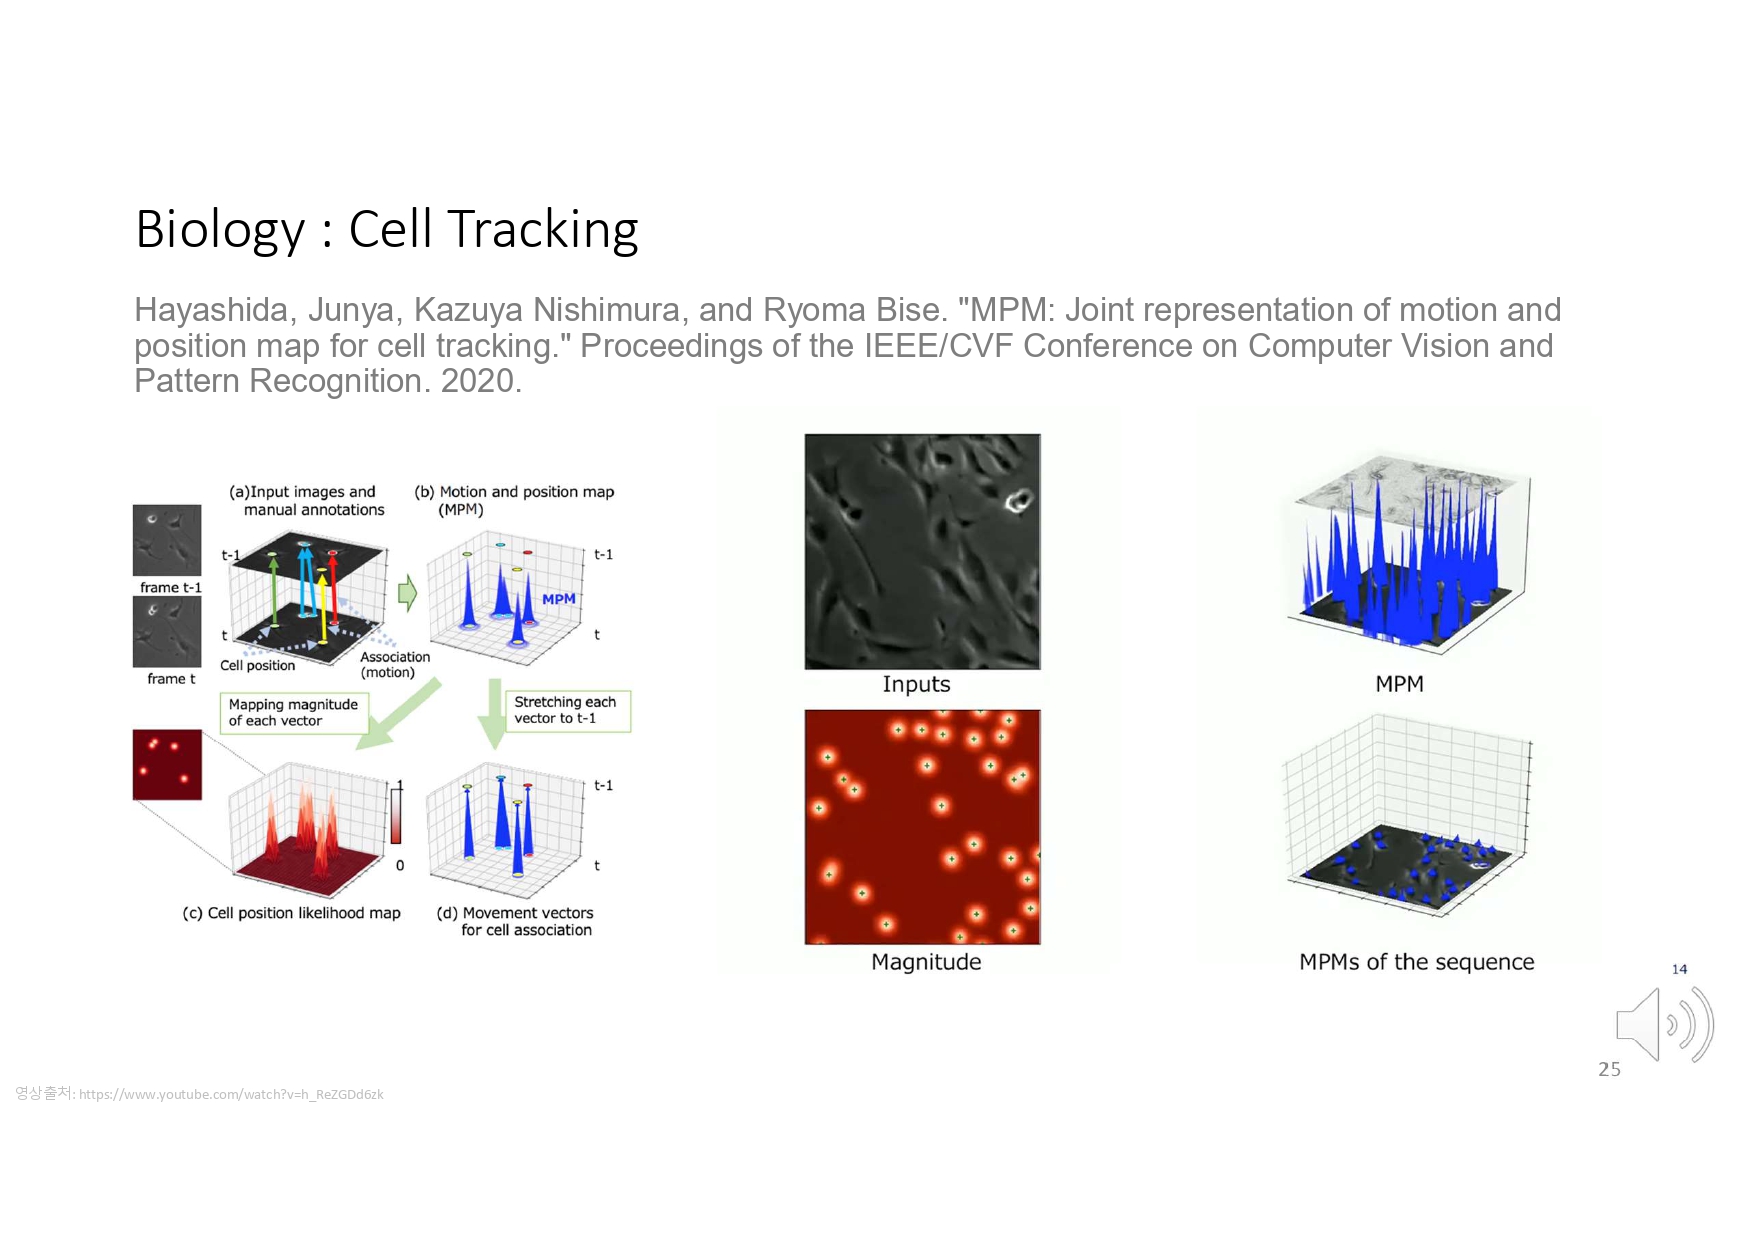 Biology : Cell Tracking
Hayashida, Junya, Kazuya Nishimura, and Ryoma Bise. "MPM: Joint representation of motion and
position map for cell tracking." Proceedings of the IEEE/CVF Conference on Computer Vision and
Pattern Recognition. 2020.
(a)Input images and
manual annotations
(b) Motion and position map
(MPM)
t-1
t-1
frame t-1
MPM
t
t
Cell position
Association
(motion)
frame t
Mapping magnitude
of each vector
Stretching each
vector to t-1
1
t-1
0
t
(c) Cell position likelihood map
(d) Movement vectors
for cell association
Inputs
Magnitude
MPM
MPMs of the sequence
14
25
영상출처: https://www.youtube.com/watch?v=h_ReZGDd6zk